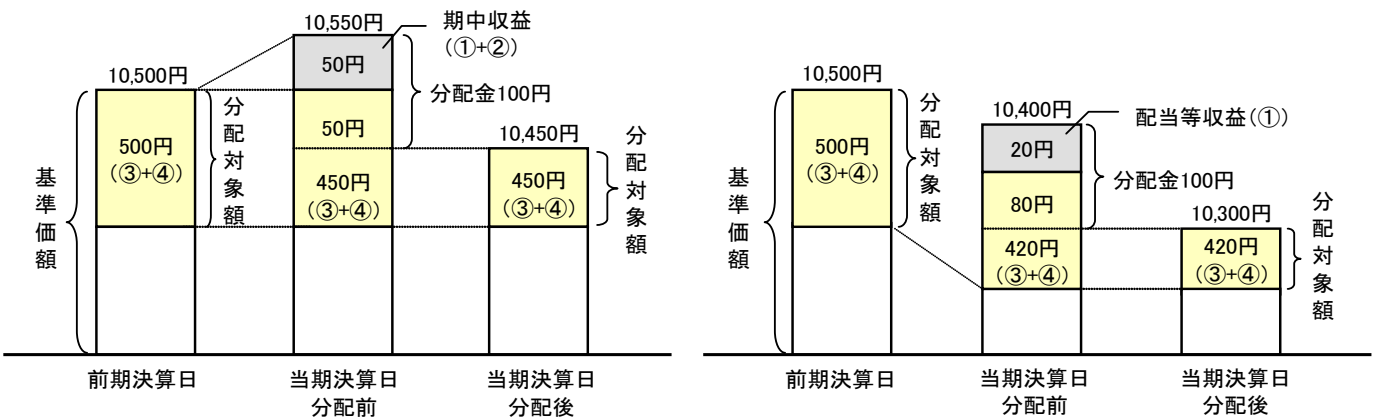 10,550円
期中収益
(①+②)
10,500円
50円
分配金100円
500円
(③+④)
分配対象額
50円
10,450円
450円
(③+④)
450円
(③+④)
分配対象額
基準価額
前期決算日
当期決算日
分配前
当期決算日
分配後
10,500円
500円
(③+④)
分配対象額
10,400円
配当等収益(①)
20円
分配金100円
80円
10,300円
420円
(③+④)
420円
(③+④)
分配対象額
基準価額
前期決算日
当期決算日
分配前
当期決算日
分配後